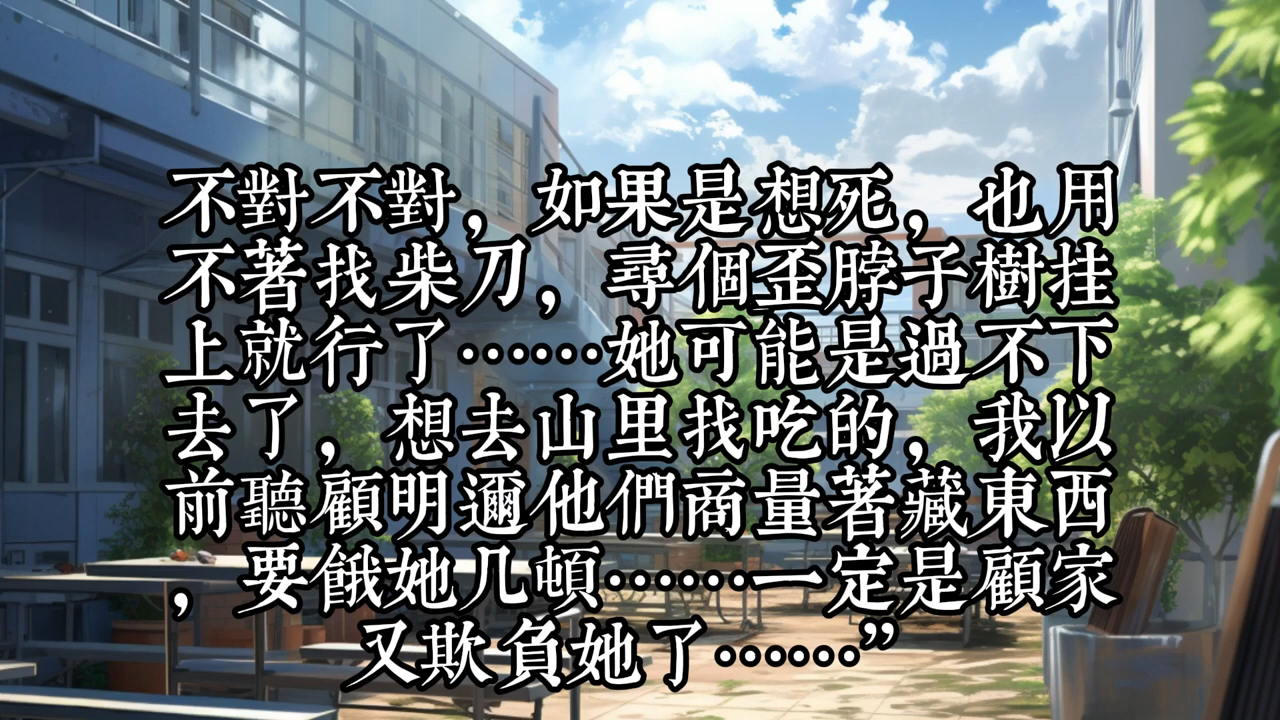 不對不對，如果是想死，也用
不著找柴刀，尋個歪脖子樹挂
上就行了……她可能是過不下
去了，想去山里找吃的，我以
前聽顧明邇他們商量著藏東西
，要餓她几頓……一定是顧家
又欺負她了……”